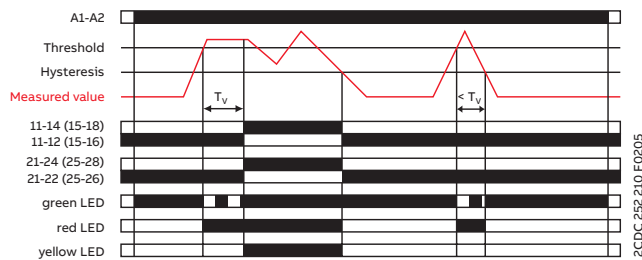 A1-A2
Threshold
Hysteresis
Measured value
Tv
< Tv
11-14 (15-18)
11-12 (15-16)
21-24 (25-28)
21-22 (25-26)
green LED
red LED
yellow LED
2CDC 252 210 F0205